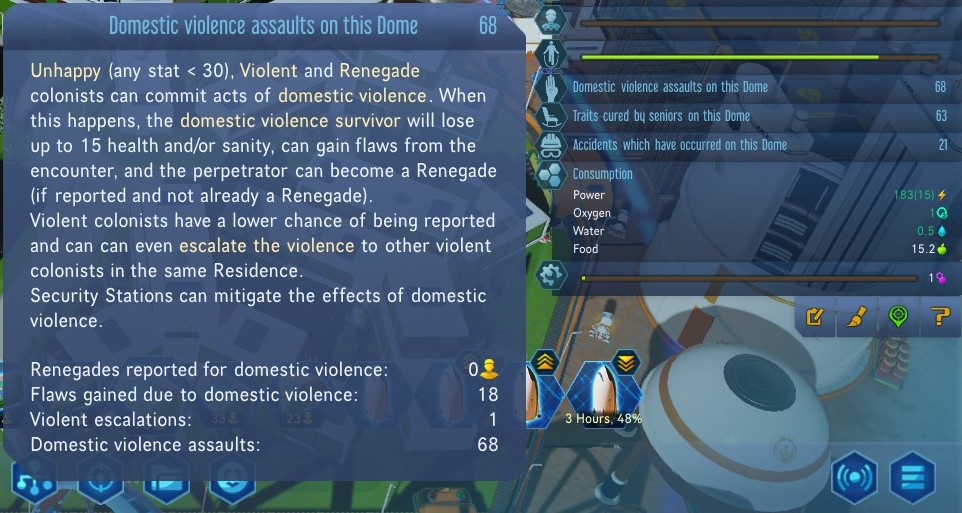 Domestic violence assaults on this Dome 68
Unhappy (any stat < 30), Violent and Renegade
colonists can commit acts of domestic violence. When
this happens, the domestic violence survivor will lose
up to 15 health and/or sanity, can gain flaws from the
encounter, and the perpetrator can become a Renegade
(if reported and not already a Renegade).
Violent colonists have a lower chance of being reported
and can can even escalate the violence to other violent
colonists in the same Residence.
Security Stations can mitigate the effects of domestic
violence.
Renegades reported for domestic violence: 0
Flaws gained due to domestic violence: 18
Violent escalations: 1
Domestic violence assaults: 68
Domestic violence assaults on this Dome 68
Traits cured by seniors on this Dome 63
Accidents which have occurred on this Dome 21
Consumption
Power 183(15)
Oxygen 1
Water 0.5
Food 15.2
1
?
3 Hours, 48%
33
23